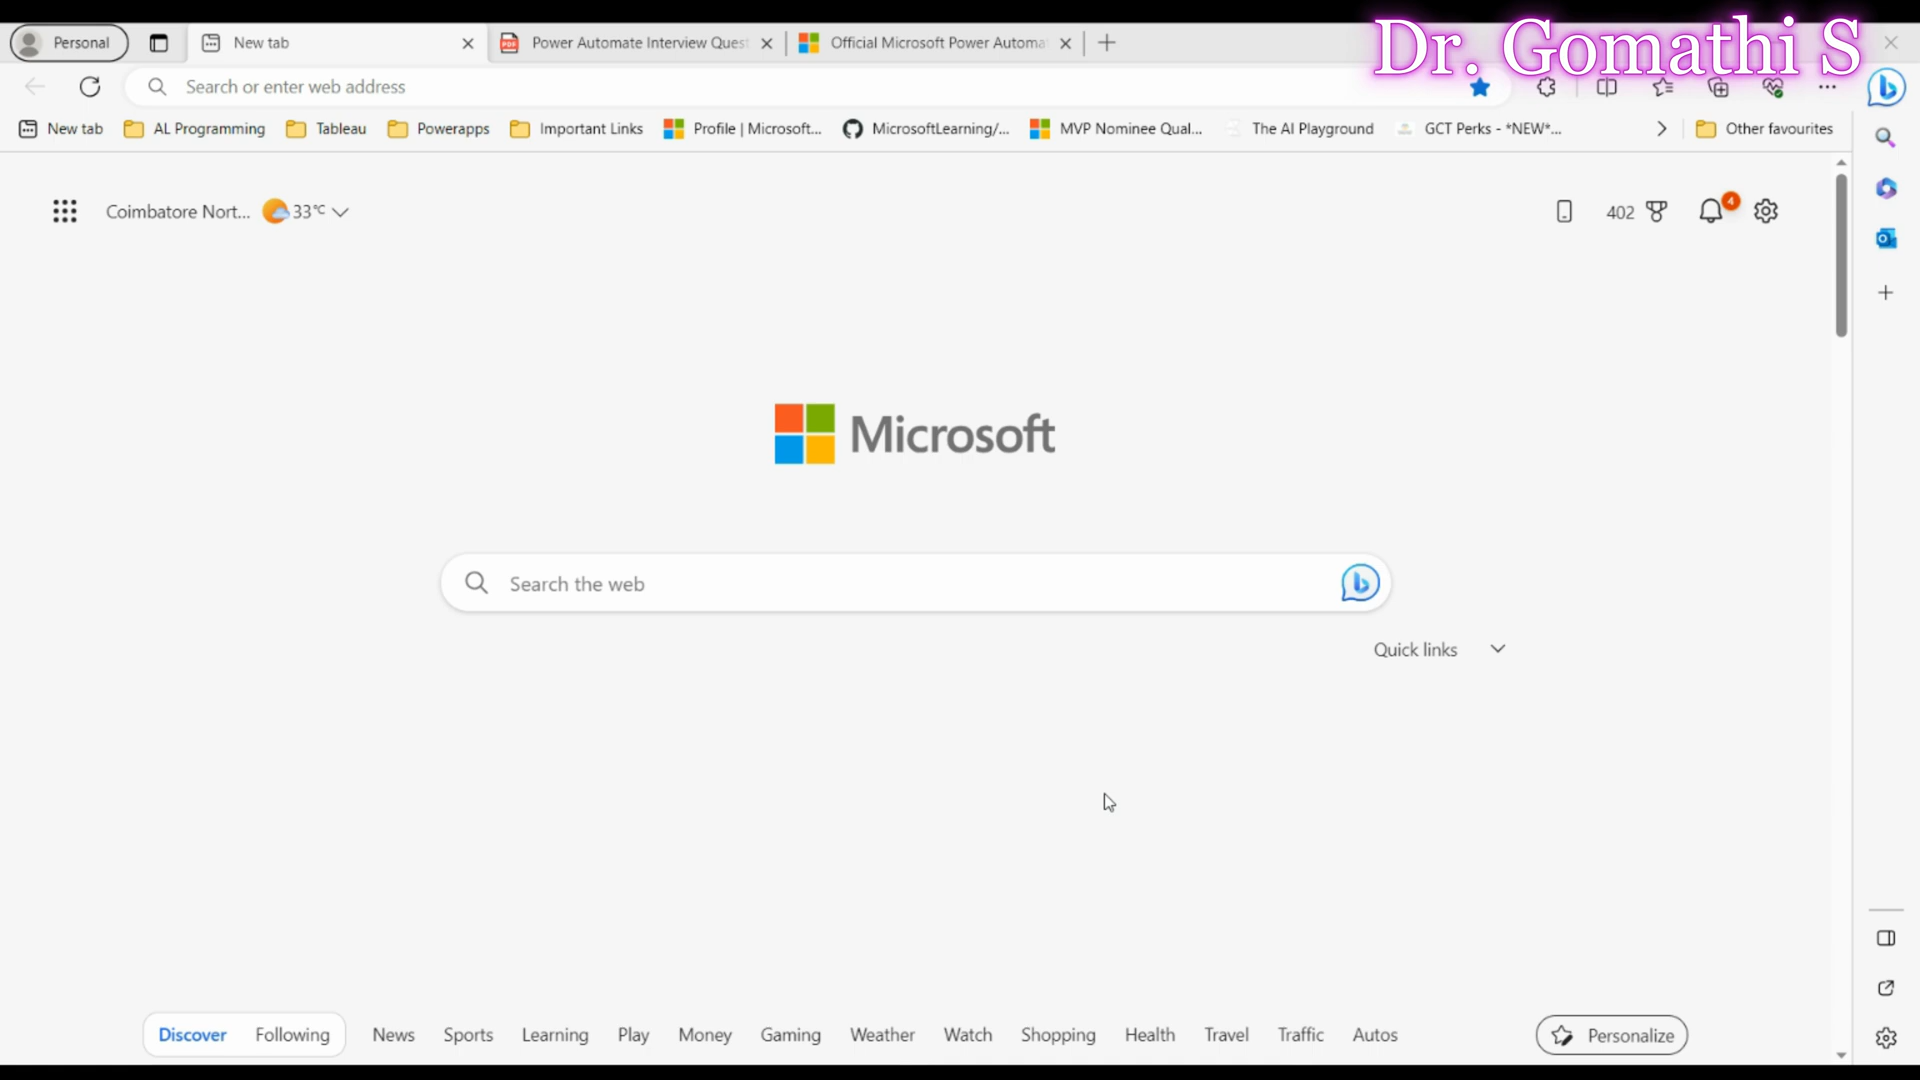 Dr. Gomathi S
Personal
New tab
Power Automate Interview Quest
Official Microsoft Power Automa
Search or enter web address
New tab
AL Programming
Tableau
Powerapps
Important Links
Profile | Microsoft...
MicrosoftLearning/...
MVP Nominee Qual...
The AI Playground
GCT Perks - *NEW*...
Other favourites
Coimbatore Nort...
33°C
402
4
Microsoft
Search the web
Quick links
Discover
Following
News
Sports
Learning
Play
Money
Gaming
Weather
Watch
Shopping
Health
Travel
Traffic
Autos
Personalize